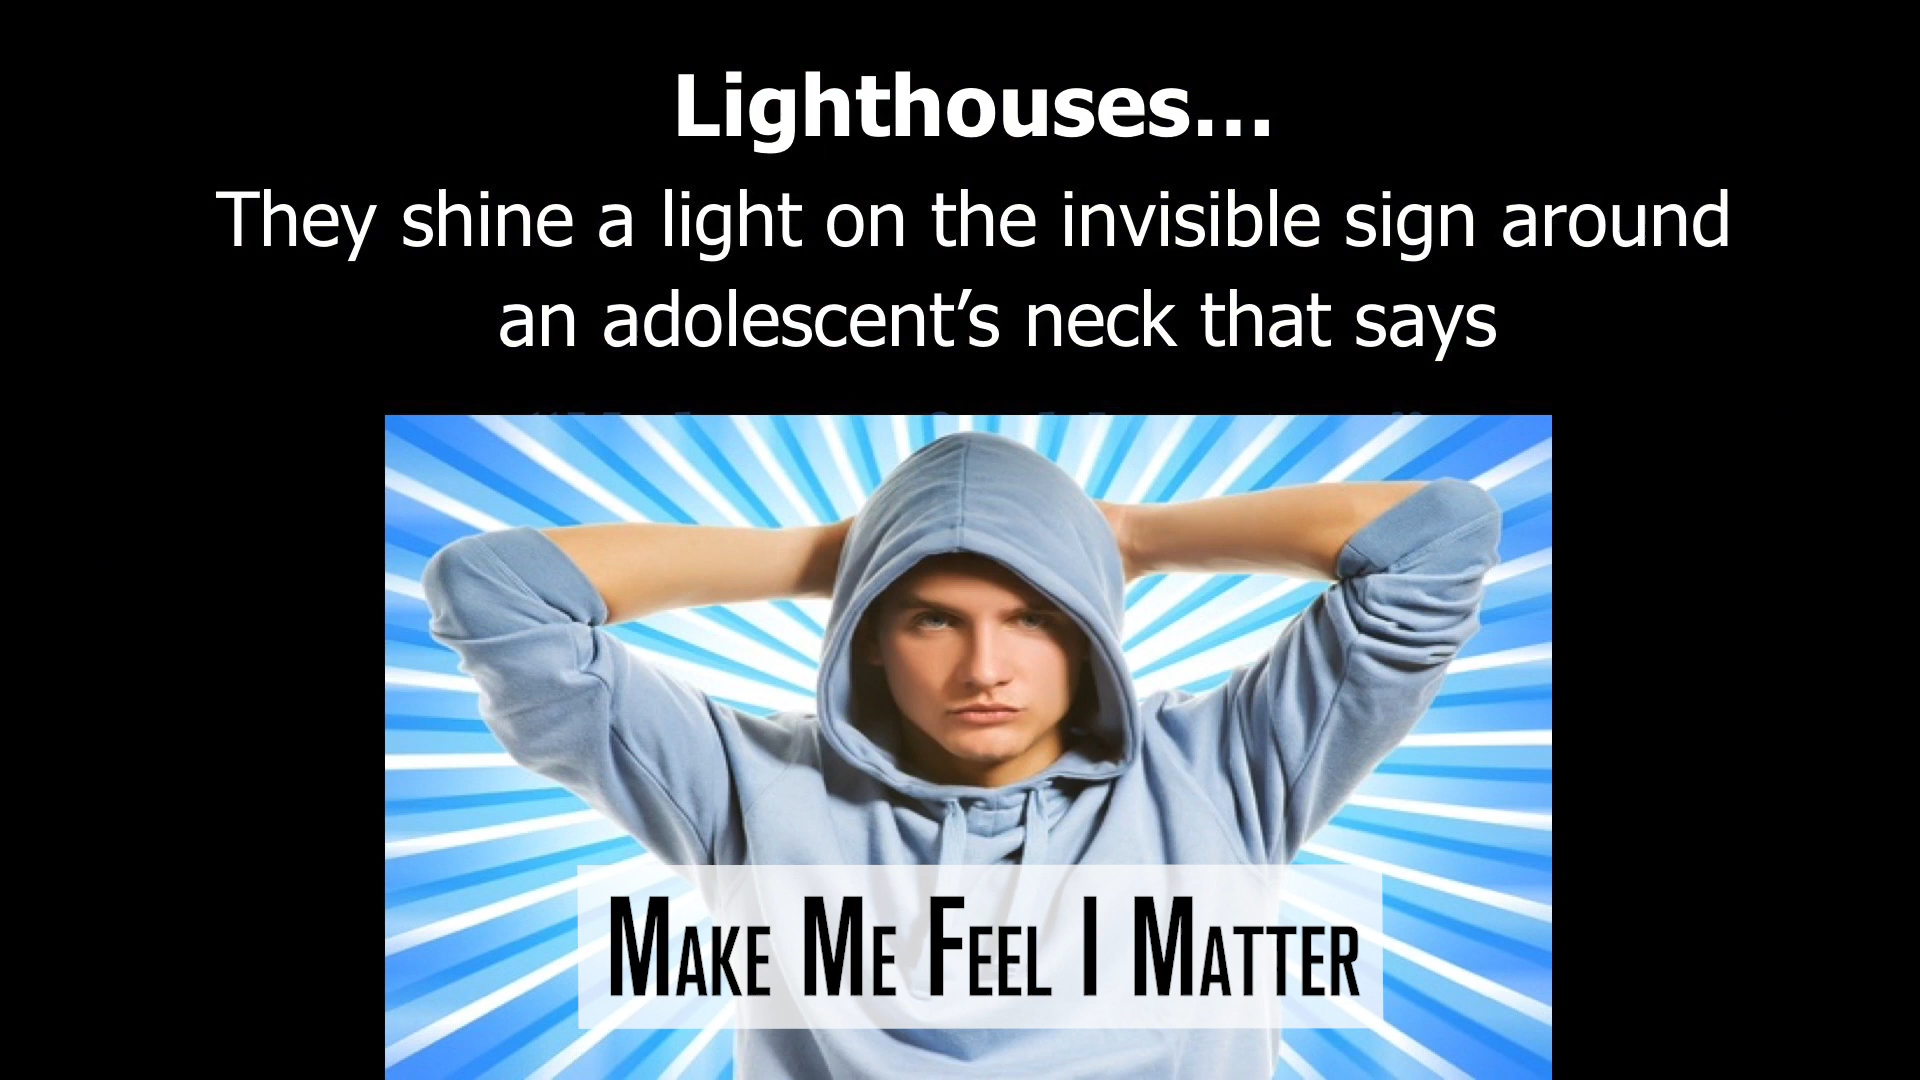 Lighthouses…
They shine a light on the invisible sign around
an adolescent’s neck that says
MAKE ME FEEL I MATTER